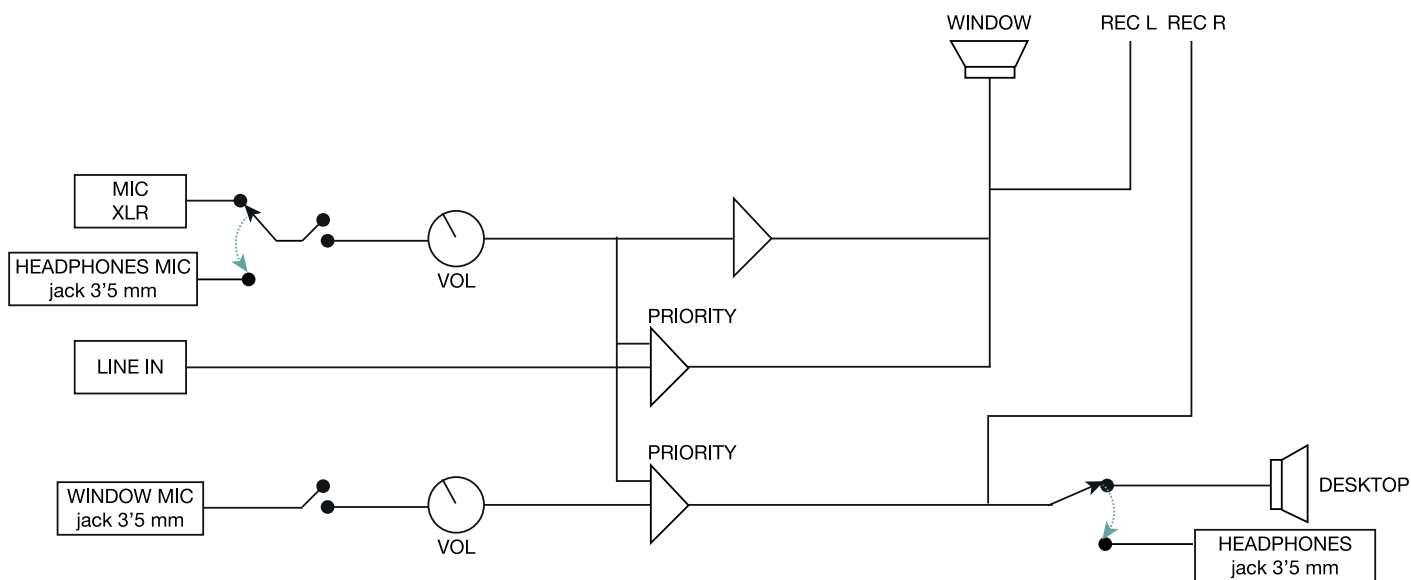 WINDOW
REC L REC R
MIC
XLR
VOL
HEADPHONES MIC
jack 3'5 mm
PRIORITY
LINE IN
PRIORITY
WINDOW MIC
jack 3'5 mm
VOL
DESKTOP
HEADPHONES
jack 3'5 mm